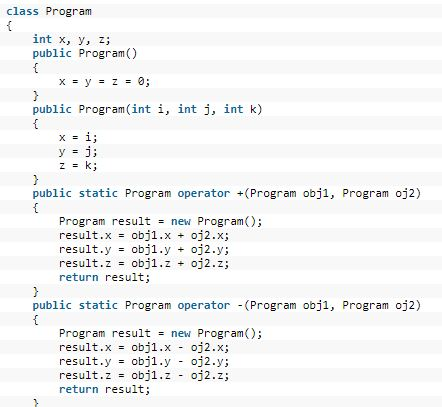 class Program
{
int x, y, z;
public Program()
{
x = y = z = 0;
}
public Program(int i, int j, int k)
{
x = i;
y = j;
z = k;
}
public static Program operator +(Program obj1, Program oj2)
{
Program result = new Program();
result.x = obj1.x + oj2.x;
result.y = obj1.y + oj2.y;
result.z = obj1.z + oj2.z;
return result;
}
public static Program operator -(Program obj1, Program oj2)
{
Program result = new Program();
result.x = obj1.x - oj2.x;
result.y = obj1.y - oj2.y;
result.z = obj1.z - oj2.z;
return result;
}